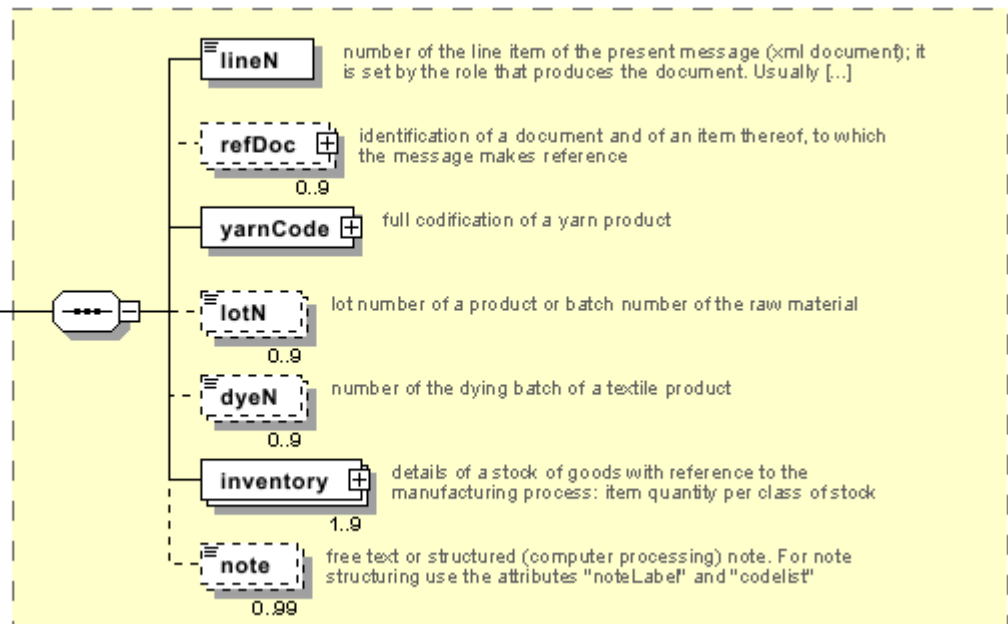 lineN
number of the line item of the present message (xml document); it
is set by the role that produces the document. Usually [...]
refDoc
identification of a document and of an item thereof, to which
the message makes reference
0..9
yarnCode
full codification of a yarn product
lotN
lot number of a product or batch number of the raw material
0..9
dyeN
number of the dying batch of a textile product
0..9
inventory
details of a stock of goods with reference to the
manufacturing process: item quantity per class of stock
1..9
note
free text or structured (computer processing) note. For note
structuring use the attributes "noteLabel" and "codelist"
0..99